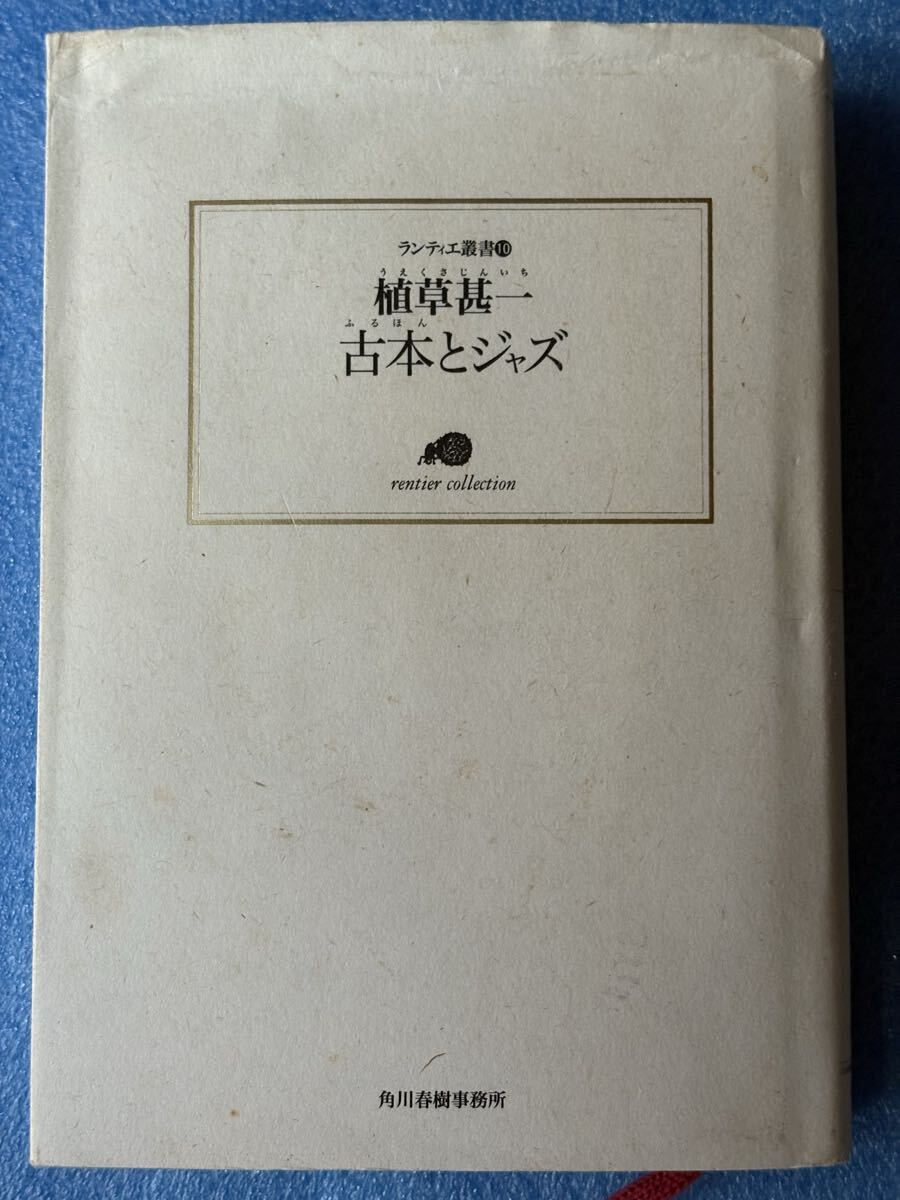 ランティエ叢書❿
うえくさじんいち
植草甚一
ふるほん
古本とジャズ
rentier collection
角川春樹事務所